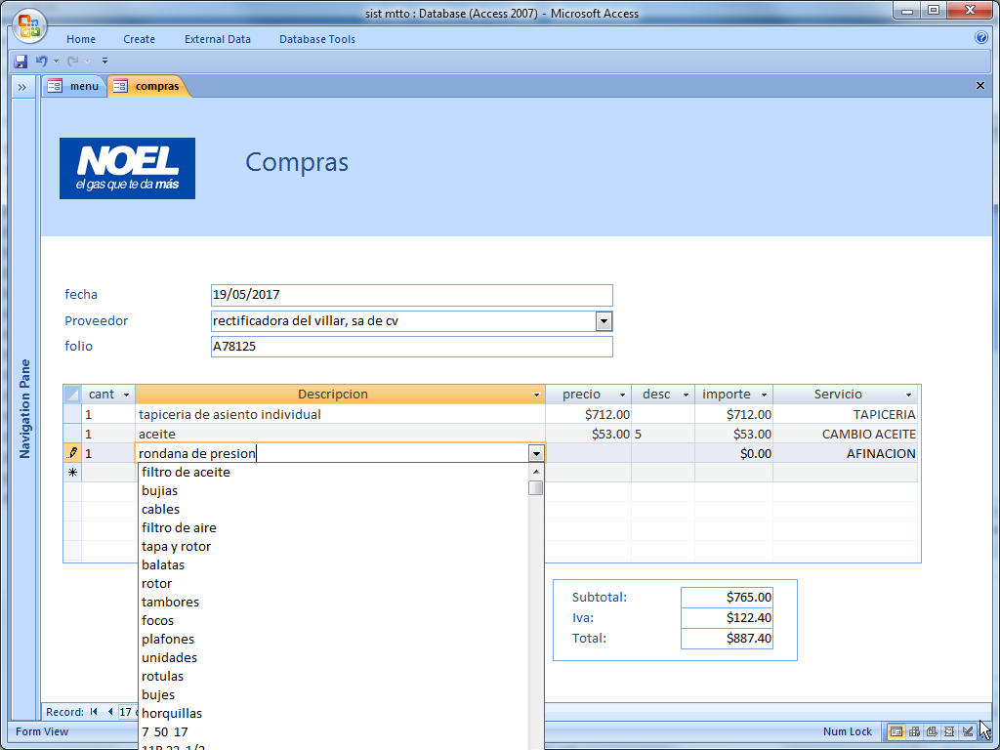 sist mtto : Database (Access 2007) - Microsoft Access
Home Create External Data Database Tools
menu compras
NOEL
el gas que te da más
Compras
Navigation Pane
fecha 19/05/2017
Proveedor rectificadora del villar, sa de cv
folio A78125
cant Descripcion precio desc importe Servicio
1 tapiceria de asiento individual $712.00 $712.00 TAPICERIA
1 aceite $53.00 5 $53.00 CAMBIO ACEITE
1 rondana de presion $0.00 AFINACION
filtro de aceite
bujias
cables
filtro de aire
tapa y rotor
balatas
rotor
tambores
focos
plafones
unidades
rotulas
bujes
horquillas
7 50 17
Subtotal: $765.00
Iva: $122.40
Total: $887.40
Record: 17
Form View Num Lock